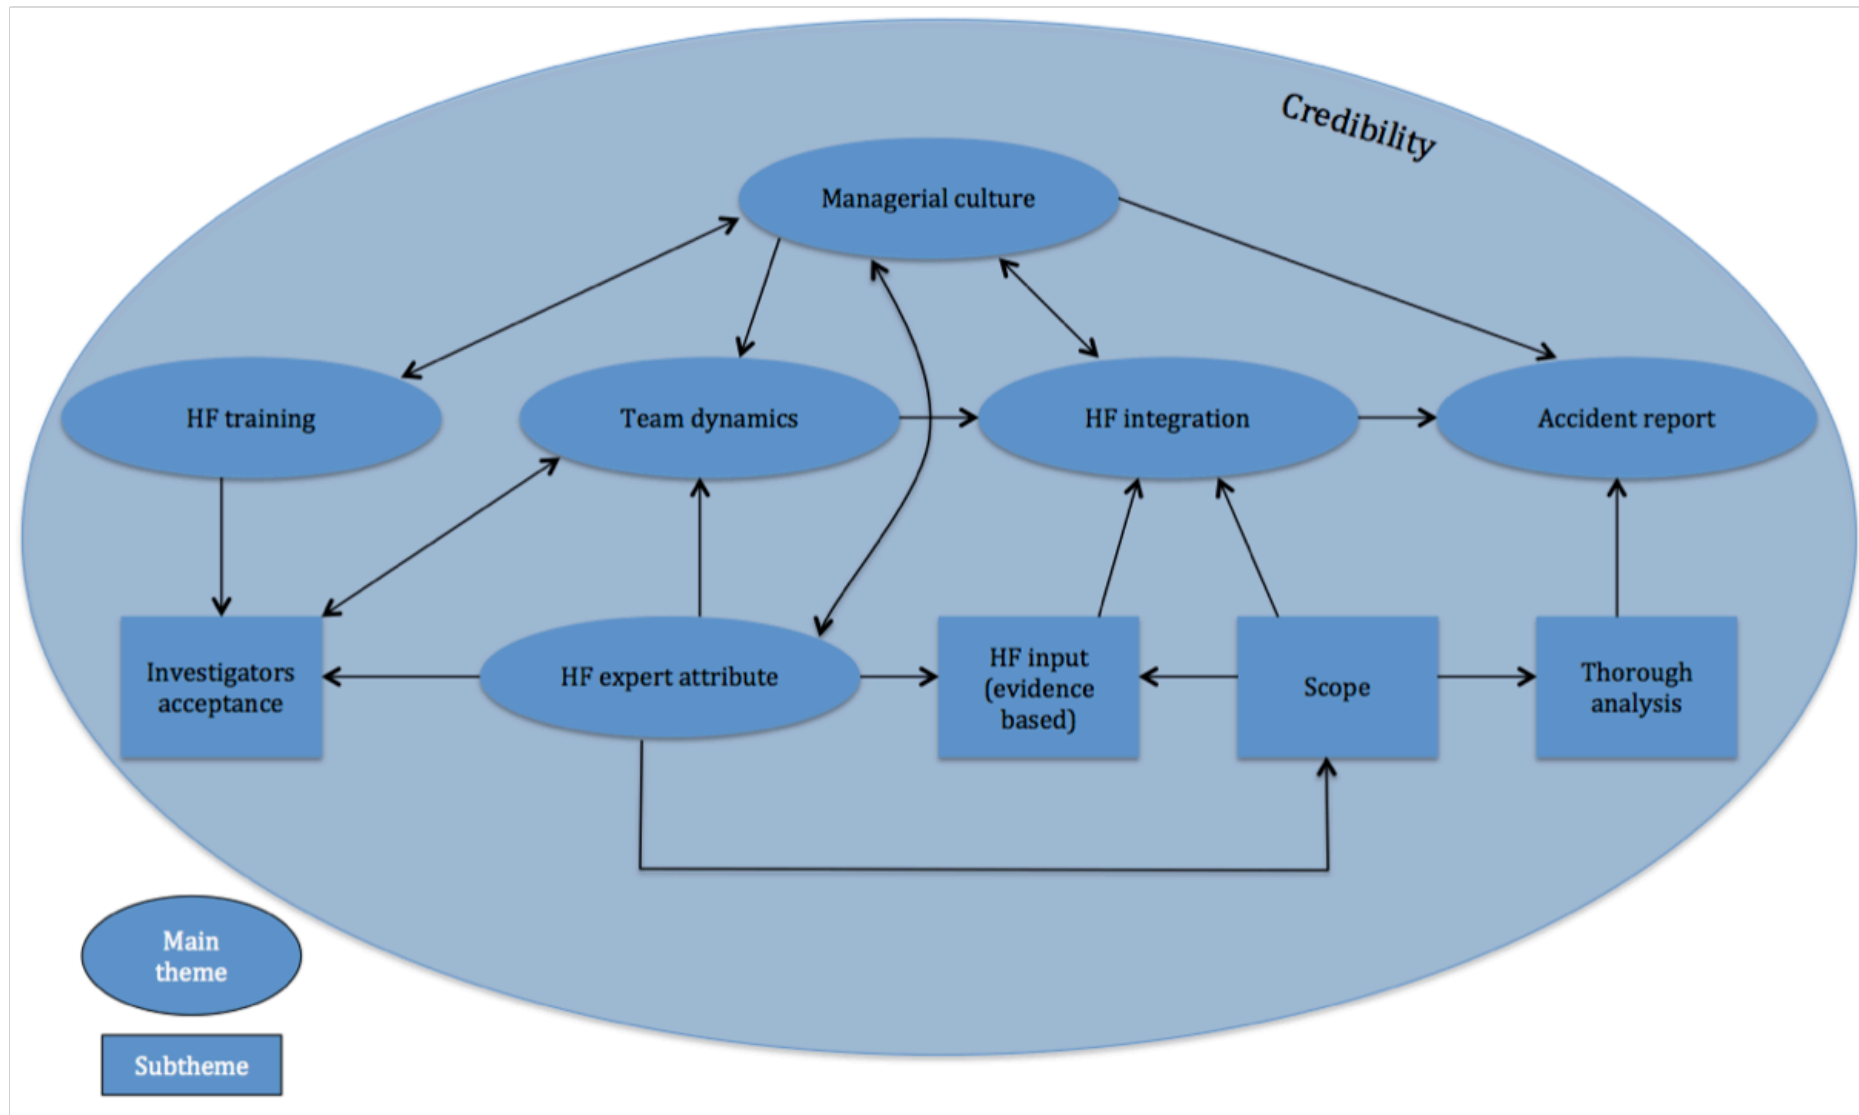 Credibility
Managerial culture
HF training
Team dynamics
HF integration
Accident report
Investigators
acceptance
HF expert attribute
HF input
(evidence
based)
Scope
Thorough
analysis
Main
theme
Subtheme